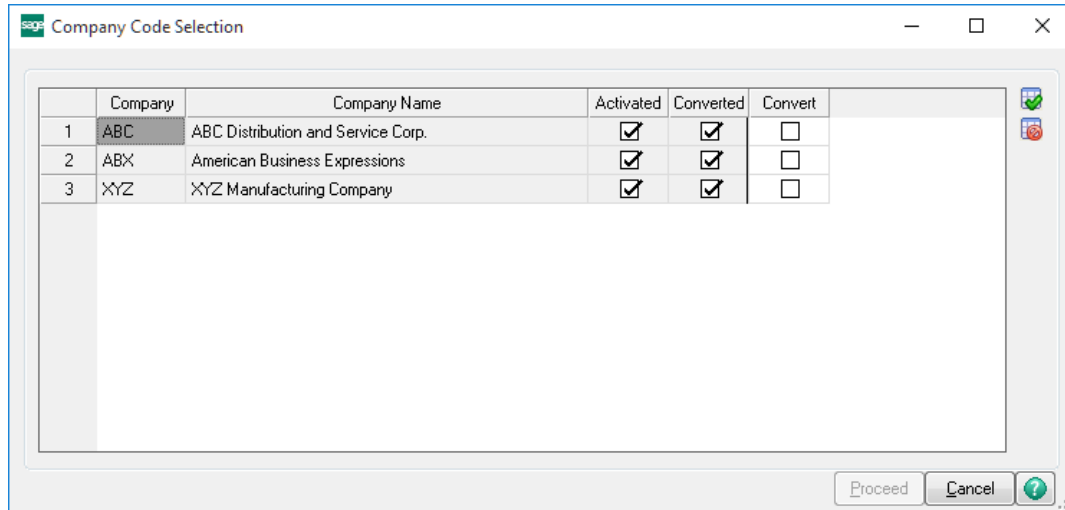 sage Company Code Selection
Company Company Name Activated Converted Convert
1 ABC ABC Distribution and Service Corp.
2 ABX American Business Expressions
3 XYZ XYZ Manufacturing Company
Proceed Cancel ?